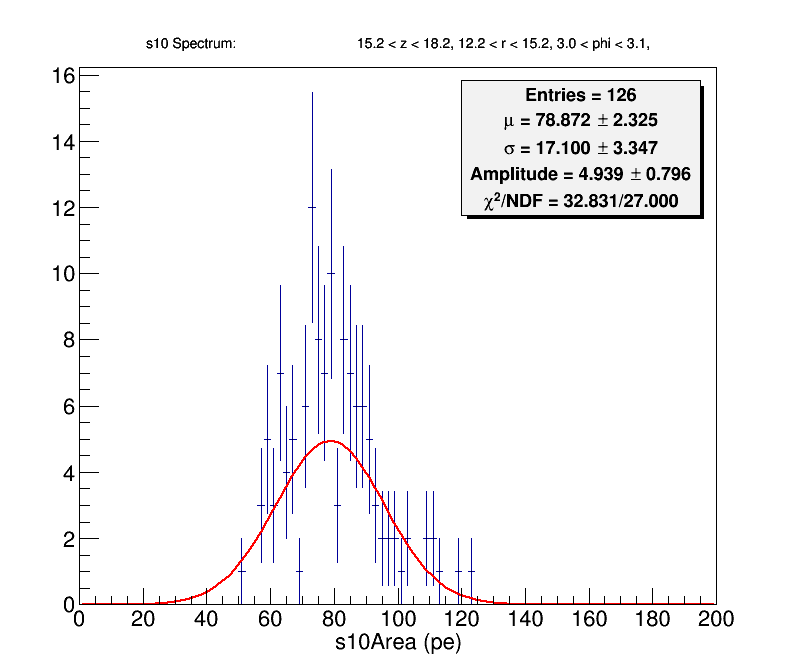 s10 Spectrum: 15.2 < z < 18.2, 12.2 < r < 15.2, 3.0 < phi < 3.1,
Entries = 126
μ = 78.872 ± 2.325
σ = 17.100 ± 3.347
Amplitude = 4.939 ± 0.796
χ²/NDF = 32.831/27.000
16
14
12
10
8
6
4
2
0
0 20 40 60 80 100 120 140 160 180 200
s10Area (pe)